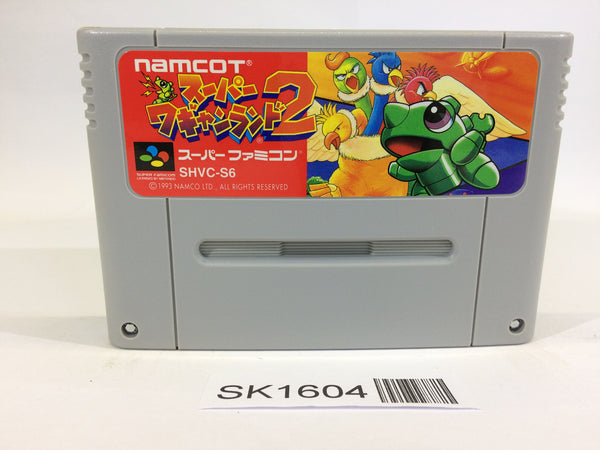 namcot®
スーパー
ワギャンランド2
スーパーファミコン
SUPER FAMICOM
SHVC-S6
©1993 NAMCO LTD., ALL RIGHTS RESERVED
SK1604